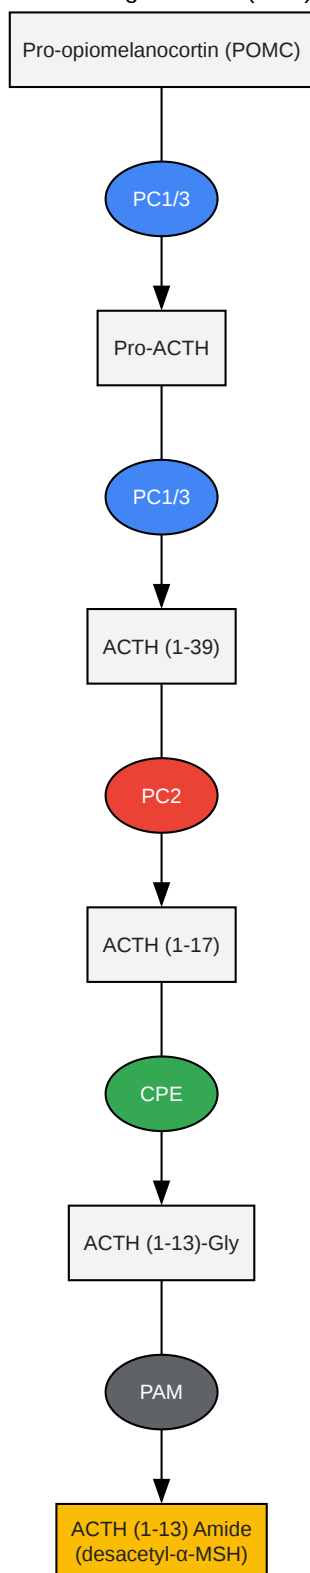 Pro-opiomelanocortin (POMC)
PC1/3
Pro-ACTH
PC1/3
ACTH (1-39)
PC2
ACTH (1-17)
CPE
ACTH (1-13)-Gly
PAM
ACTH (1-13) Amide
(desacetyl-α-MSH)